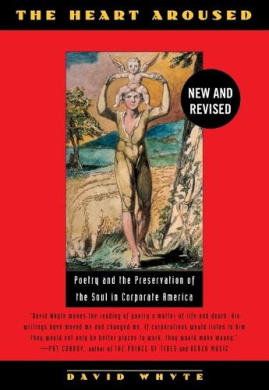 THE HEART AROUSED
NEW AND
REVISED
Poetry and the Preservation of
the Soul in Corporate America
"David Whyte makes the reading of poetry a matter of life and death. His
writings have moved me and changed me. If corporations would listen to him
they would not only be better places to work, they would make more."
—PAT CONROY, author of THE PRINCE OF TIDES and BEACH MUSIC
DAVID WHYTE